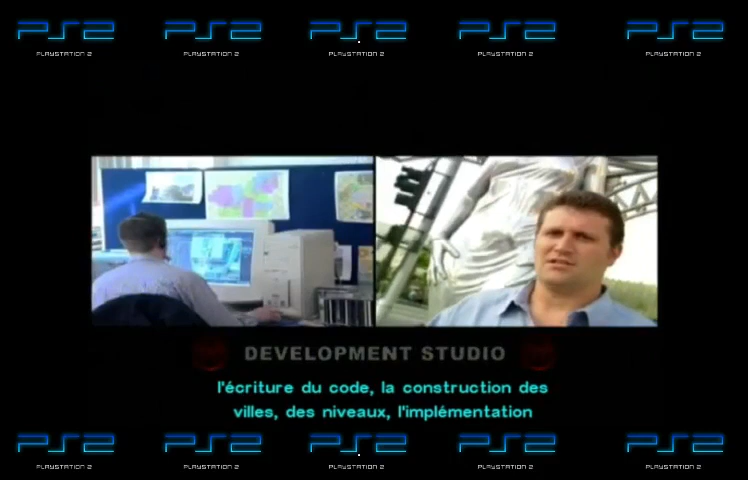 PS2 PS2 PS2 PS2 PS2
PLAYSTATION 2 PLAYSTATION 2 PLAYSTATION 2 PLAYSTATION 2 PLAYSTATION 2
DEVELOPMENT STUDIO
l'écriture du code, la construction des
villes, des niveaux, l'implémentation
PS2 PS2 PS2 PS2 PS2
PLAYSTATION 2 PLAYSTATION 2 PLAYSTATION 2 PLAYSTATION 2 PLAYSTATION 2